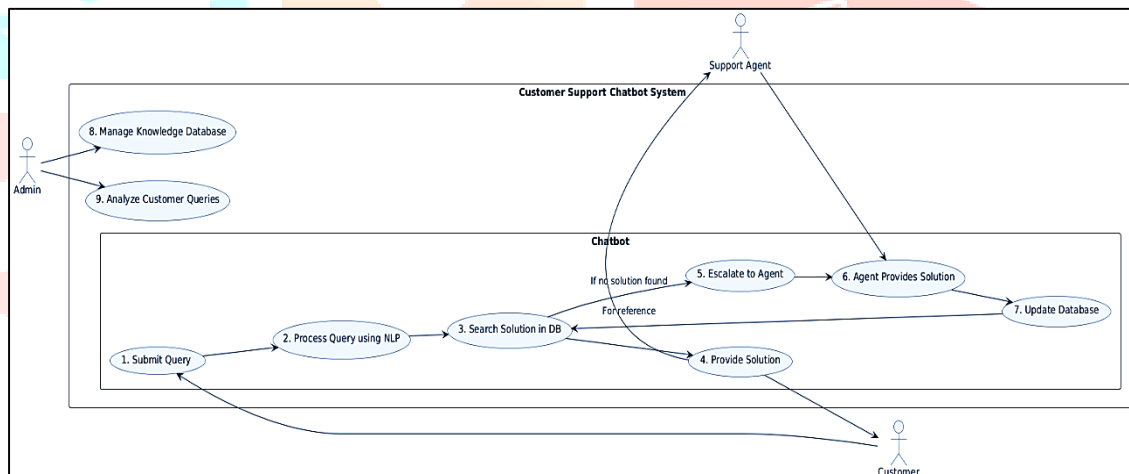 Support Agent
Customer Support Chatbot System
8. Manage Knowledge Database
Admin
9. Analyze Customer Queries
Chatbot
If no solution found
5. Escalate to Agent
6. Agent Provides Solution
For reference
7. Update Database
3. Search Solution in DB
2. Process Query using NLP
1. Submit Query
4. Provide Solution
Customer